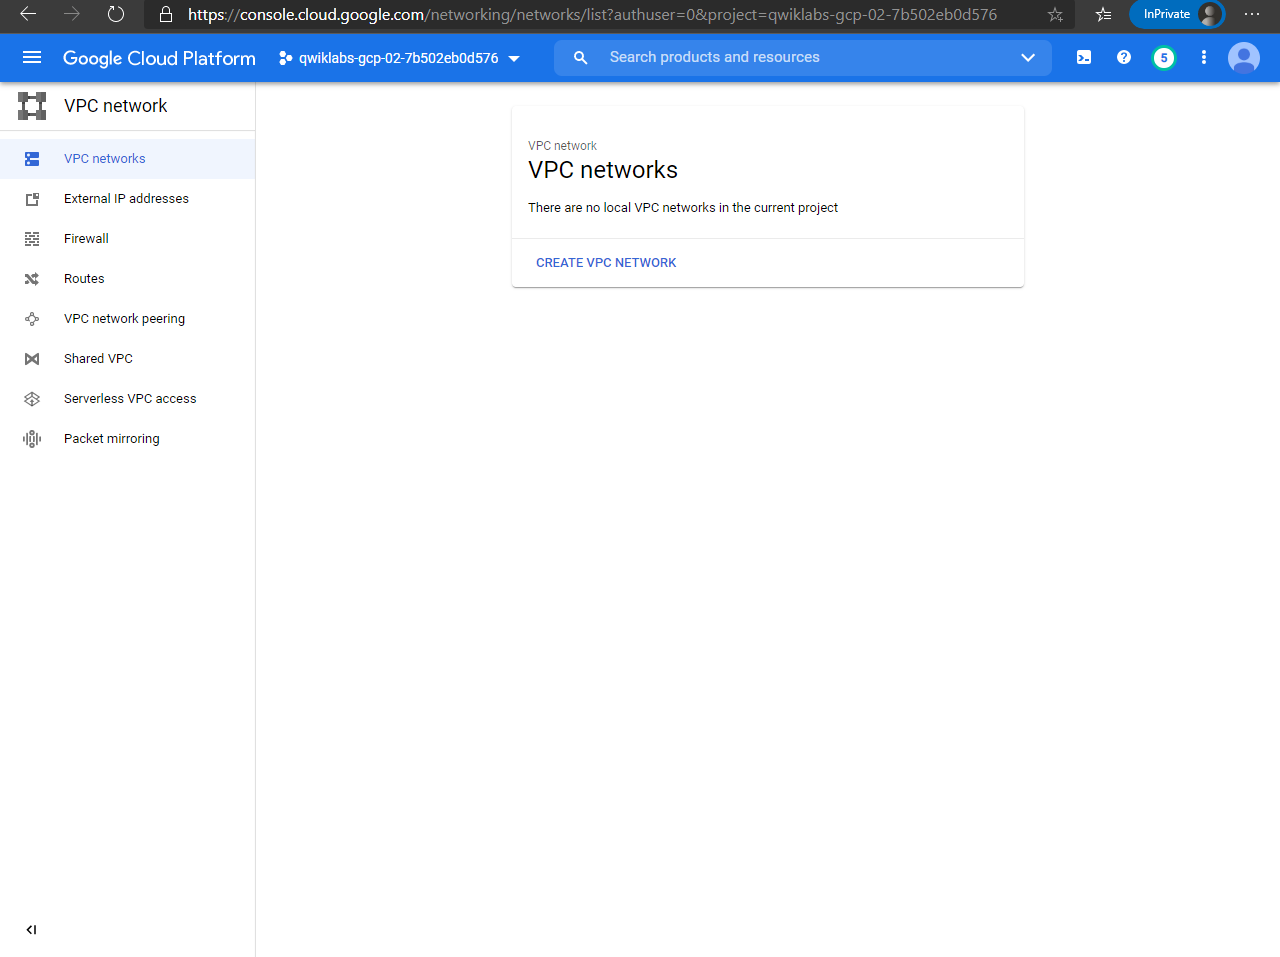 https://console.cloud.google.com/networking/networks/list?authuser=0&project=qwiklabs-gcp-02-7b502eb0d576
InPrivate
Google Cloud Platform
qwiklabs-gcp-02-7b502eb0d576
Search products and resources
5
VPC network
VPC networks
External IP addresses
Firewall
Routes
VPC network peering
Shared VPC
Serverless VPC access
Packet mirroring
VPC network
VPC networks
There are no local VPC networks in the current project
CREATE VPC NETWORK